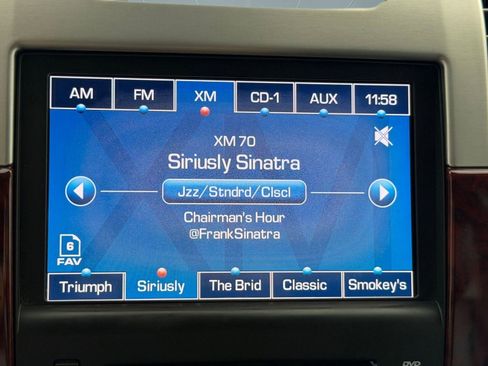 AM FM XM CD-1 AUX 11:58
XM 70
Siriusly Sinatra
Jzz/Stndrd/Clscl
Chairman's Hour
@FrankSinatra
6
FAV
Triumph Siriusly The Brid Classic Smokey's
DVD